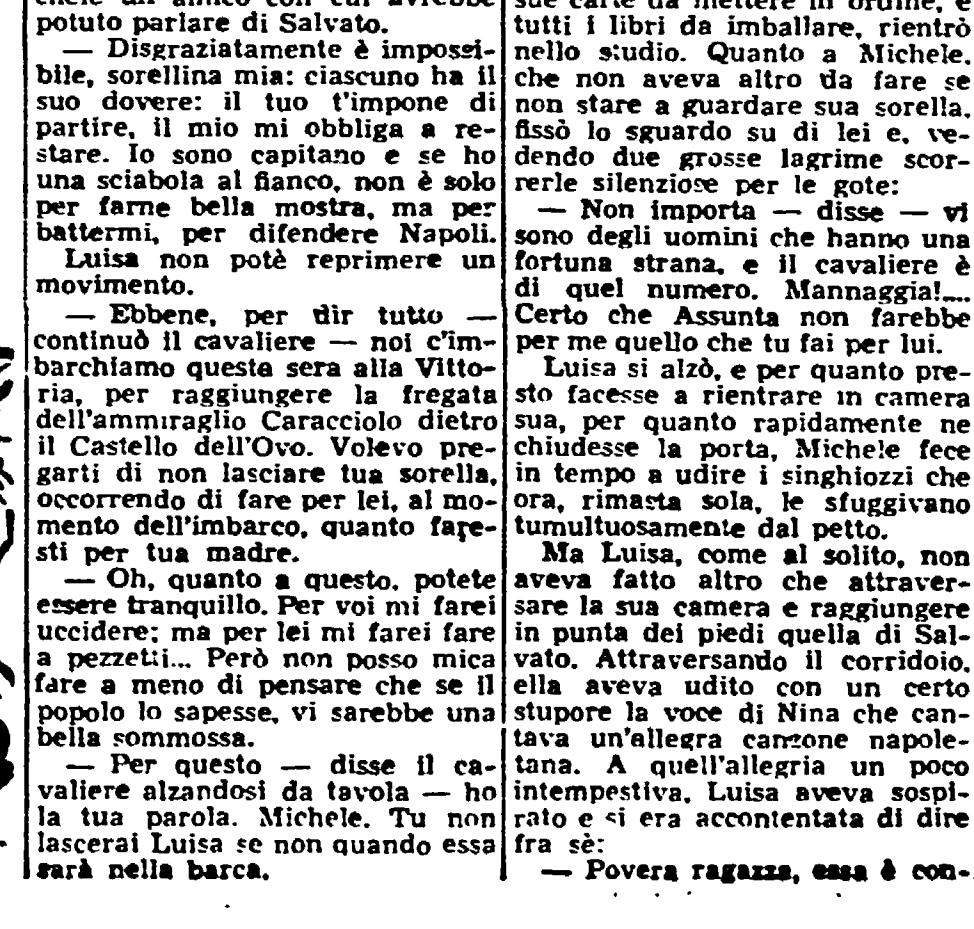 potuto parlare di Salvato.
— Disgraziatamente è impossi-
bile, sorellina mia: ciascuno ha il
suo dovere: il tuo t'impone di
partire, il mio mi obbliga a re-
stare. Io sono capitano e se ho
una sciabola al fianco, non è solo
per farne bella mostra, ma per
battermi, per difendere Napoli.
Luisa non potè reprimere un
movimento.
— Ebbene, per dir tutto —
continuò il cavaliere — noi c'im-
barchiamo questa sera alla Vitto-
ria, per raggiungere la fregata
dell'ammiraglio Caracciolo dietro
il Castello dell'Ovo. Volevo pre-
garti di non lasciare tua sorella,
occorrendo di fare per lei, al mo-
mento dell'imbarco, quanto fare-
sti per tua madre.
— Oh, quanto a questo, potete
essere tranquillo. Per voi mi farei
uccidere; ma per lei mi farei fare
a pezzetti... Però non posso mica
fare a meno di pensare che se il
popolo lo sapesse, vi sarebbe una
bella sommossa.
— Per questo — disse il ca-
valiere alzandosi da tavola — ho
la tua parola. Michele. Tu non
lascerai Luisa se non quando essa
sarà nella barca.
sue carte da mettere in ordine, e
tutti i libri da imballare, rientrò
nello studio. Quanto a Michele,
che non aveva altro da fare se
non stare a guardare sua sorella,
fissò lo sguardo su di lei e, ve-
dendo due grosse lagrime scor-
rerle silenziose per le gote:
— Non importa — disse — vi
sono degli uomini che hanno una
fortuna strana, e il cavaliere è
di quel numero. Mannaggia!...
Certo che Assunta non farebbe
per me quello che tu fai per lui.
Luisa si alzò, e per quanto pre-
sto facesse a rientrare in camera
sua, per quanto rapidamente ne
chiudesse la porta, Michele fece
in tempo a udire i singhiozzi che
ora, rimasta sola, le sfuggivano
tumultuosamente dal petto.
Ma Luisa, come al solito, non
aveva fatto altro che attraver-
sare la sua camera e raggiungere
in punta dei piedi quella di Sal-
vato. Attraversando il corridoio,
ella aveva udito con un certo
stupore la voce di Nina che can-
tava un'allegra canzone napole-
tana. A quell'allegria un poco
intempestiva, Luisa aveva sospi-
rato e si era accontentata di dire
fra sè:
— Povera ragazza, essa è con-